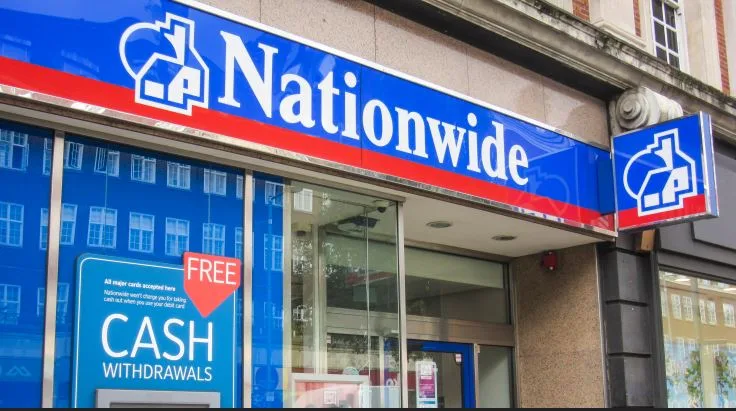 Nationwide
FREE
All major cards accepted here
Nationwide won't charge you for taking
cash out when you use your debit card
CASH
WITHDRAWALS